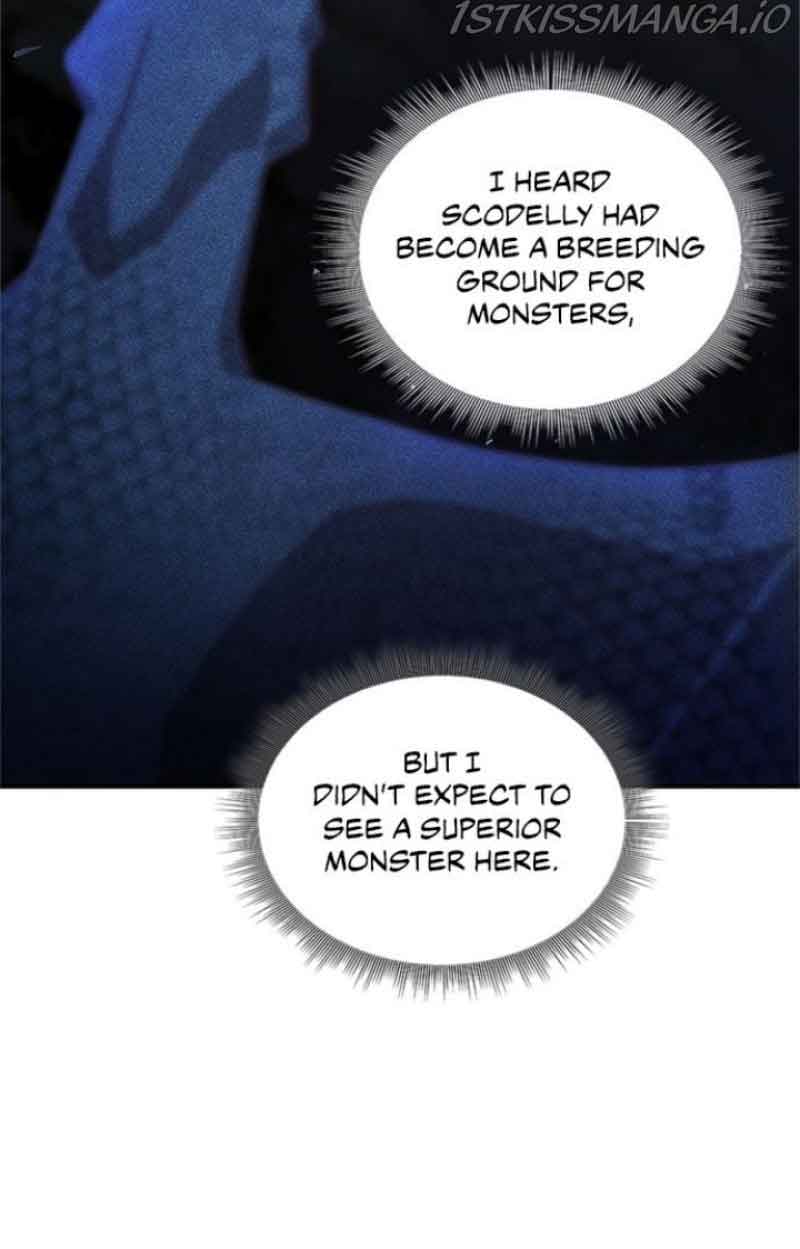 1STKISSMANGA.IO
I HEARD
SCODELLY HAD
BECOME A BREEDING
GROUND FOR
MONSTERS,
BUT I
DIDN'T EXPECT TO
SEE A SUPERIOR
MONSTER HERE.